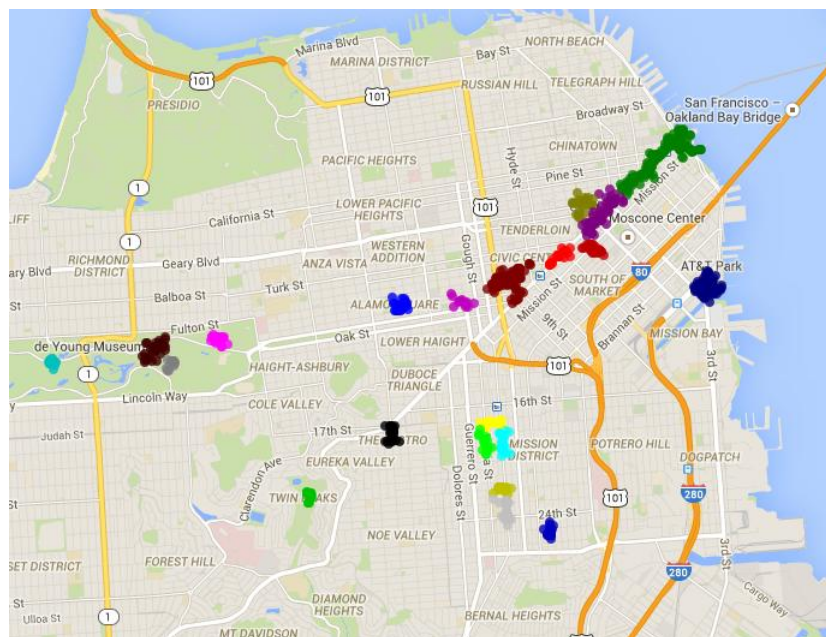 NORTH BEACH
Marina Blvd
Bay St
MARINA DISTRICT
101
TELEGRAPH HILL
RUSSIAN HILL
San Francisco –
Oakland Bay Bridge
101
PRESIDIO
Broadway St
CHINATOWN
Hyde St
PACIFIC HEIGHTS
Pine St
Mission St
1
LOWER PACIFIC
HEIGHTS
101
California St
Moscone Center
TENDERLOIN
1
Gough St
WESTERN
ADDITION
RICHMOND
DISTRICT
Geary Blvd
ANZA VISTA
CIVIC CEN
80
AT&T Park
Turk St
SOUTH OF
MARKET
Balboa St
ALAMO SQUARE
Mission St
9th St
Fulton St
Oak St
Brannan St
MISSION BAY
de Young Museum
LOWER HAIGHT
3rd St
1
HAIGHT-ASHBURY
DUBOCE
TRIANGLE
101
Lincoln Way
COLE VALLEY
16th St
Judah St
17th St
Guerrero St
MISSION
DISTRICT
POTRERO HILL
EUREKA VALLEY
DOGPATCH
Clarendon Ave
Dolores St
280
101
24th St
NOE VALLEY
3rd St
FOREST HILL
280
DIAMOND
HEIGHTS
Cargo Way
1
Ulloa St
BERNAL HEIGHTS
MT DAVIDSON
101